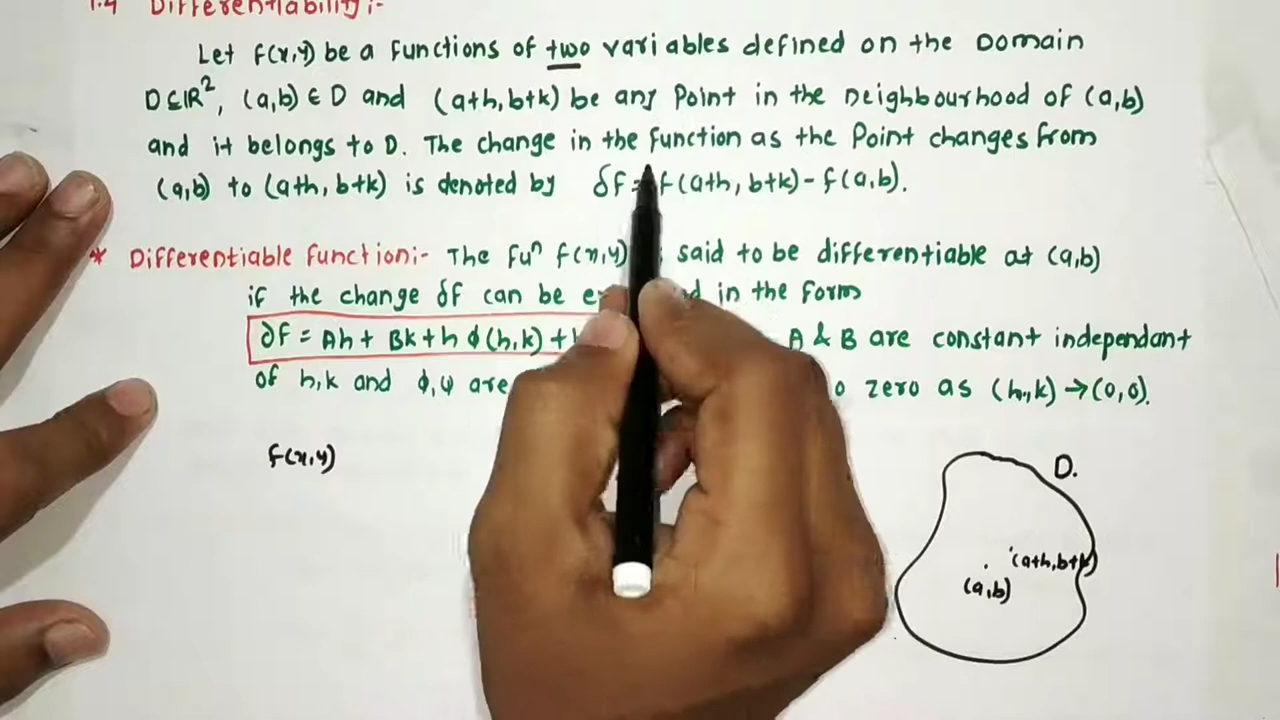 1.4 Differentiability:-
Let f(x,y) be a functions of two variables defined on the Domain
D⊆ℝ², (a,b) ∈ D and (a+h, b+k) be any Point in the neighbourhood of (a,b)
and it belongs to D. The change in the function as the Point changes from
(a,b) to (a+h, b+k) is denoted by δf = f(a+h, b+k) - f(a,b).
* Differentiable Function:- The Fuⁿ f(x,y) said to be differentiable at (a,b)
if the change δf can be in the form
∂f = Ah + Bk + h ϕ(h,k) + A & B are constant independant
of h,k and ϕ,ψ are zero as (h,k) → (0,0).
f(x,y)
D.
(a+h, b+k)
(a,b)